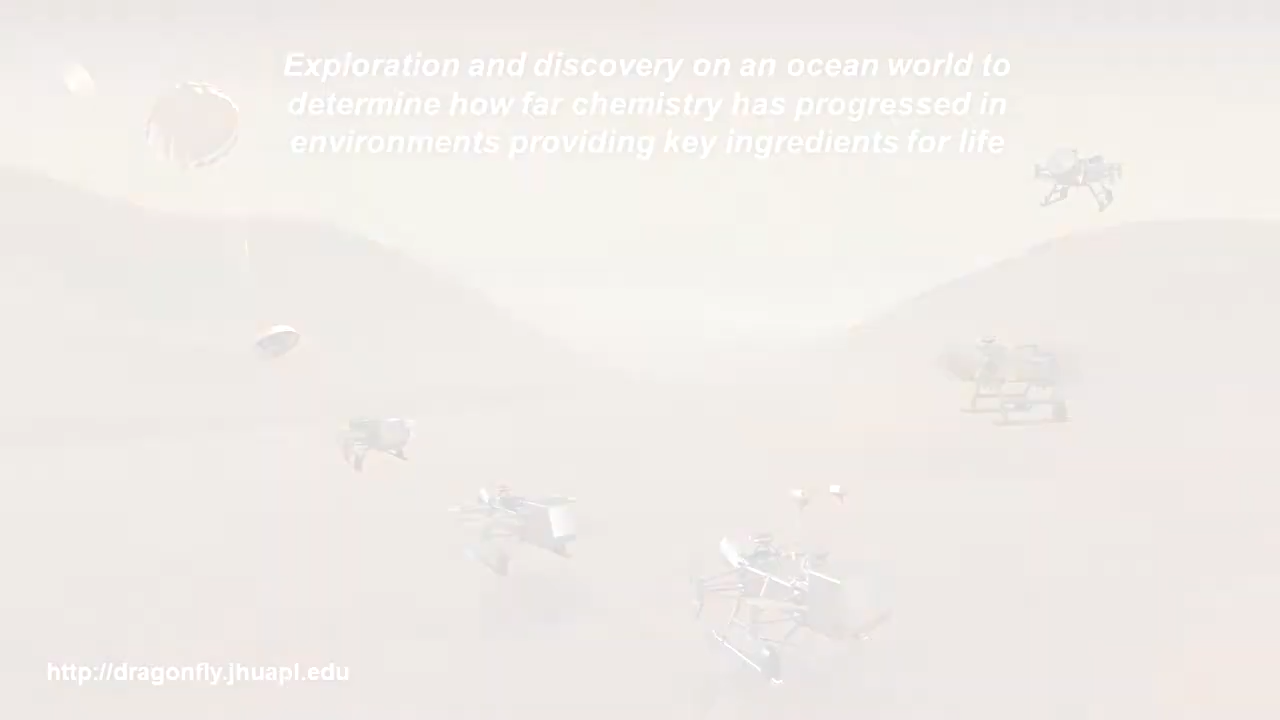 Exploration and discovery on an ocean world to
determine how far chemistry has progressed in
environments providing key ingredients for life
http://dragonfly.jhuapl.edu